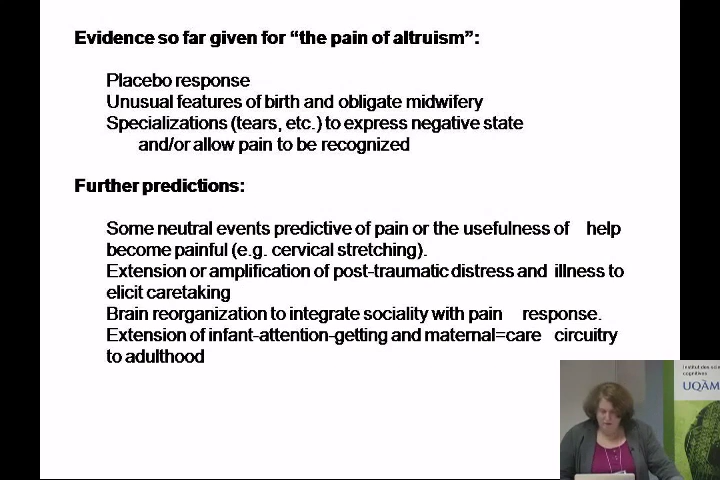 Evidence so far given for “the pain of altruism”:
Placebo response
Unusual features of birth and obligate midwifery
Specializations (tears, etc.) to express negative state
and/or allow pain to be recognized
Further predictions:
Some neutral events predictive of pain or the usefulness of help
become painful (e.g. cervical stretching).
Extension or amplification of post-traumatic distress and illness to
elicit caretaking
Brain reorganization to integrate sociality with pain response.
Extension of infant-attention-getting and maternal=care circuitry
to adulthood
Institut des sci
cognitives
UQÀM